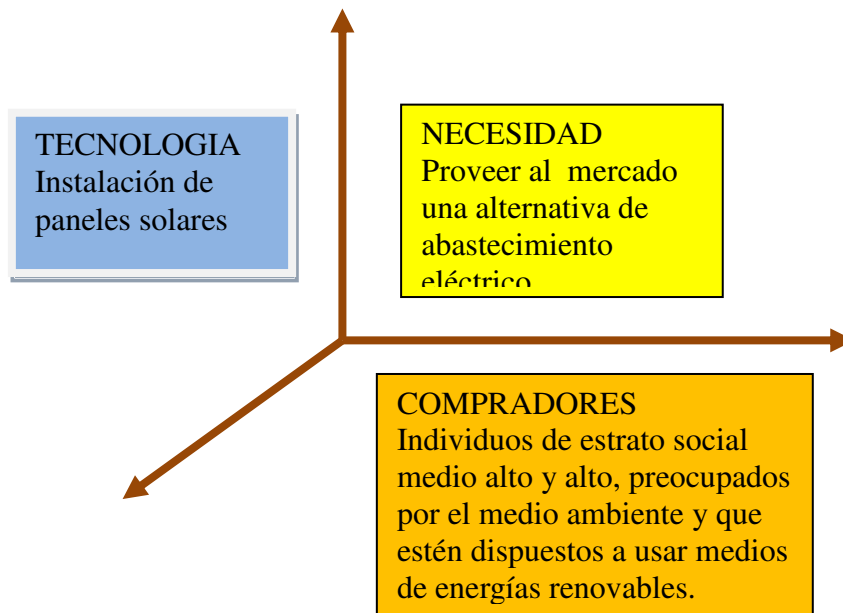 TECNOLOGIA
Instalación de
paneles solares
NECESIDAD
Proveer al  mercado
una alternativa de
abastecimiento
eléctrico
COMPRADORES
Individuos de estrato social
medio alto y alto, preocupados
por el medio ambiente y que
estén dispuestos a usar medios
de energías renovables.